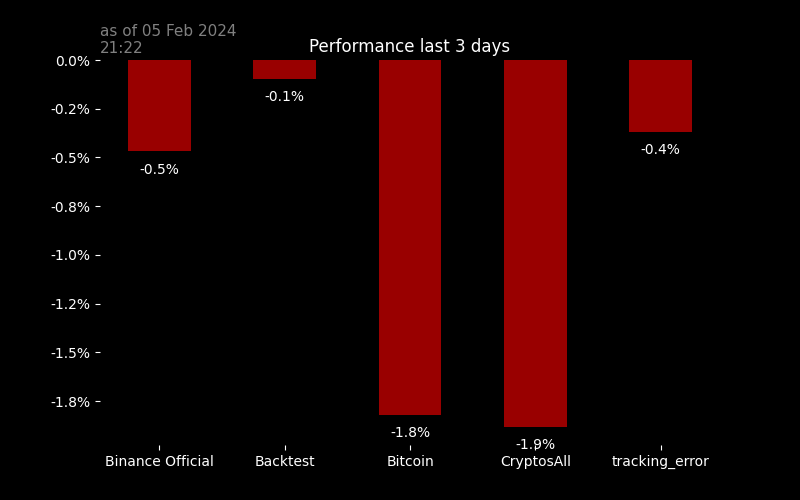 as of 05 Feb 2024
21:22
Performance last 3 days
0.0%
-0.2%
-0.5%
-0.8%
-1.0%
-1.2%
-1.5%
-1.8%
-0.5%
-0.1%
-1.8%
-1.9%
-0.4%
Binance Official
Backtest
Bitcoin
CryptosAll
tracking_error